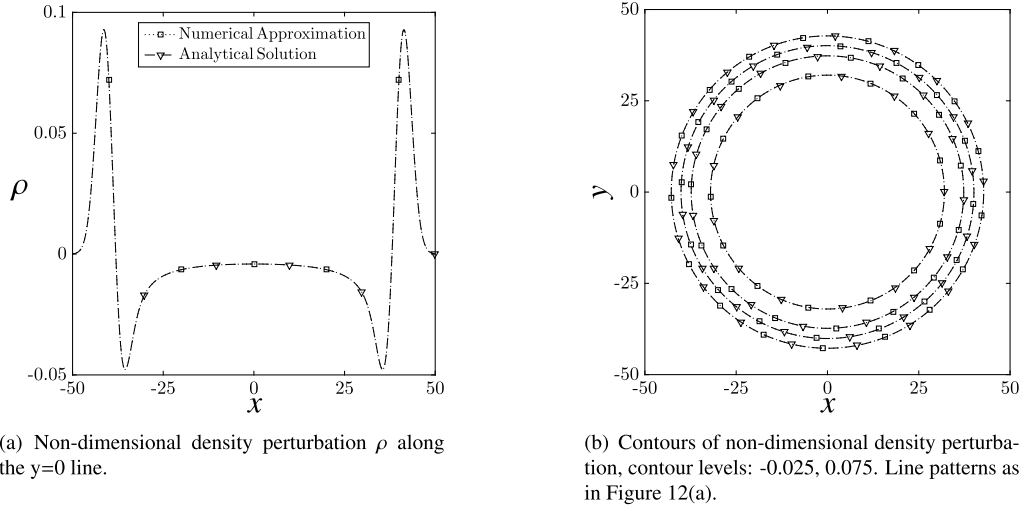 0.1
0.05
0
-0.05
ρ
-50
-25
0
25
50
x
Numerical Approximation
Analytical Solution
(a) Non-dimensional density perturbation ρ along
the y=0 line.
50
25
0
-25
-50
y
-50
-25
0
25
50
x
(b) Contours of non-dimensional density perturba-
tion, contour levels: -0.025, 0.075. Line patterns as
in Figure 12(a).